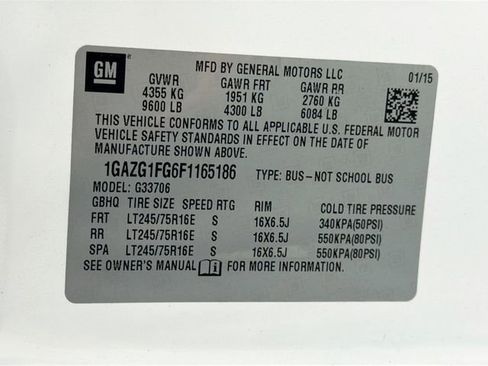 GM
MFD BY GENERAL MOTORS LLC
01/15
GVWR GAWR FRT GAWR RR
4355 KG 1951 KG 2760 KG
9600 LB 4300 LB 6084 LB
THIS VEHICLE CONFORMS TO ALL APPLICABLE U.S. FEDERAL MOTOR
VEHICLE SAFETY STANDARDS IN EFFECT ON THE DATE OF
MANUFACTURE SHOWN ABOVE.
1GAZG1FG6F1165186 TYPE: BUS-NOT SCHOOL BUS
MODEL: G33706
GBHQ TIRE SIZE SPEED RTG RIM COLD TIRE PRESSURE
FRT LT245/75R16E S 16X6.5J 340KPA(50PSI)
RR LT245/75R16E S 16X6.5J 550KPA(80PSI)
SPA LT245/75R16E S 16X6.5J 550KPA(80PSI)
SEE OWNER'S MANUAL FOR MORE INFORMATION.